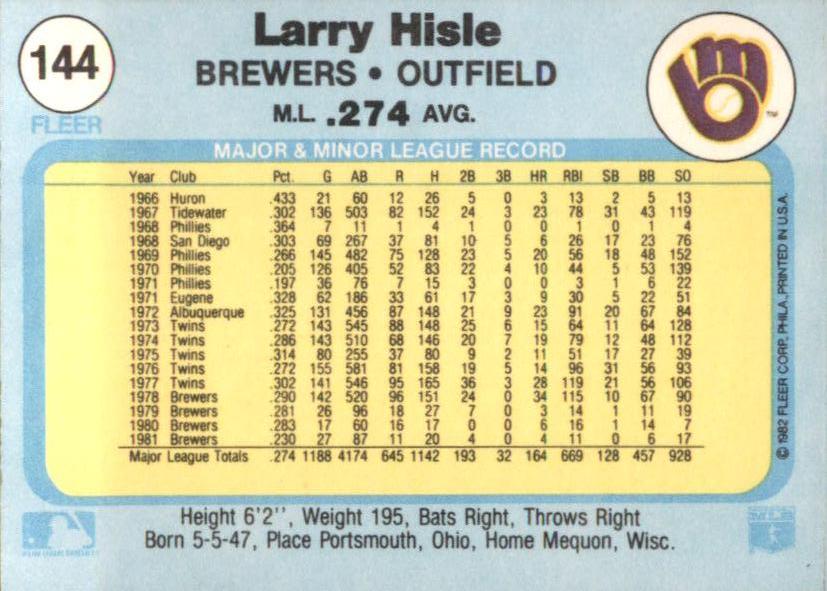 144
Larry Hisle
BREWERS • OUTFIELD
M.L. .274 AVG.
FLEER
MAJOR & MINOR LEAGUE RECORD
Year Club Pct. G AB R H 2B 3B HR RBI SB BB SO
1966 Huron .433 21 60 12 26 5 0 3 13 2 5 13
1967 Tidewater .302 136 503 82 152 24 3 23 78 31 43 119
1968 Phillies .364 7 11 1 4 1 0 0 1 0 1 4
1968 San Diego .303 69 267 37 81 10 5 6 26 17 23 76
1969 Phillies .266 145 482 75 128 23 5 20 56 18 48 152
1970 Phillies .205 126 405 52 83 22 4 10 44 5 53 139
1971 Phillies .197 36 76 7 15 3 0 0 3 1 6 22
1971 Eugene .328 62 186 33 61 17 3 9 30 5 22 51
1972 Albuquerque .325 131 456 87 148 21 9 23 91 20 67 84
1973 Twins .272 143 545 88 148 25 6 15 64 11 64 128
1974 Twins .286 143 510 68 146 20 7 19 79 12 48 112
1975 Twins .314 80 255 37 80 9 2 11 51 17 27 39
1976 Twins .272 155 581 81 158 19 5 14 96 31 56 93
1977 Twins .302 141 546 95 165 36 3 28 119 21 56 106
1978 Brewers .290 142 520 96 151 24 0 34 115 10 67 90
1979 Brewers .281 26 96 18 27 7 0 3 14 1 11 19
1980 Brewers .283 17 60 16 17 0 0 6 16 1 14 7
1981 Brewers .230 27 87 11 20 4 0 4 11 0 6 17
Major League Totals .274 1188 4174 645 1142 193 32 164 669 128 457 928
Height 6'2'', Weight 195, Bats Right, Throws Right
Born 5-5-47, Place Portsmouth, Ohio, Home Mequon, Wisc.
© 1982 FLEER CORP. PHILA. PRINTED IN U.S.A.
TM